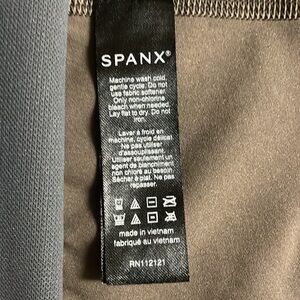 SPANX®
Machine wash cold,
gentle cycle. Do not
use fabric softener.
Only non-chlorine
bleach when needed.
Lay flat to dry. Do not
iron.
Laver à froid en
machine, cycle délicat.
Ne pas utiliser
d'assouplissant.
Utiliser seulement un
agent de blanchiment
non chloré au besoin.
Sécher à plat. Ne pas
repasser.
made in vietnam
fabriqué au vietnam
RN112121